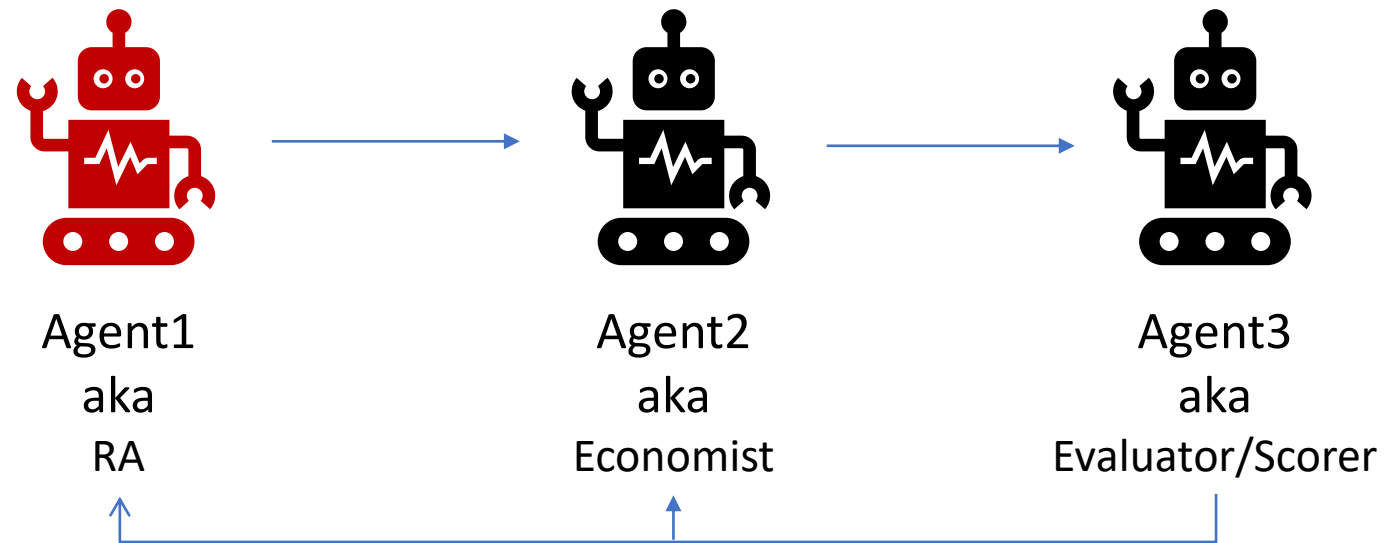 Agent1
aka
RA
Agent2
aka
Economist
Agent3
aka
Evaluator/Scorer